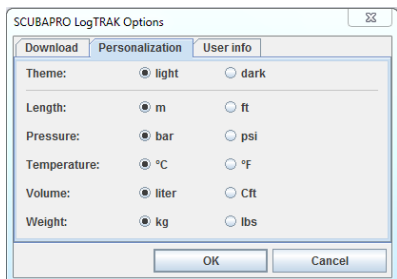 SCUBAPRO LogTRAK Options
Download Personalization User info
Theme: light dark
Length: m ft
Pressure: bar psi
Temperature: °C °F
Volume: liter Cft
Weight: kg lbs
OK Cancel